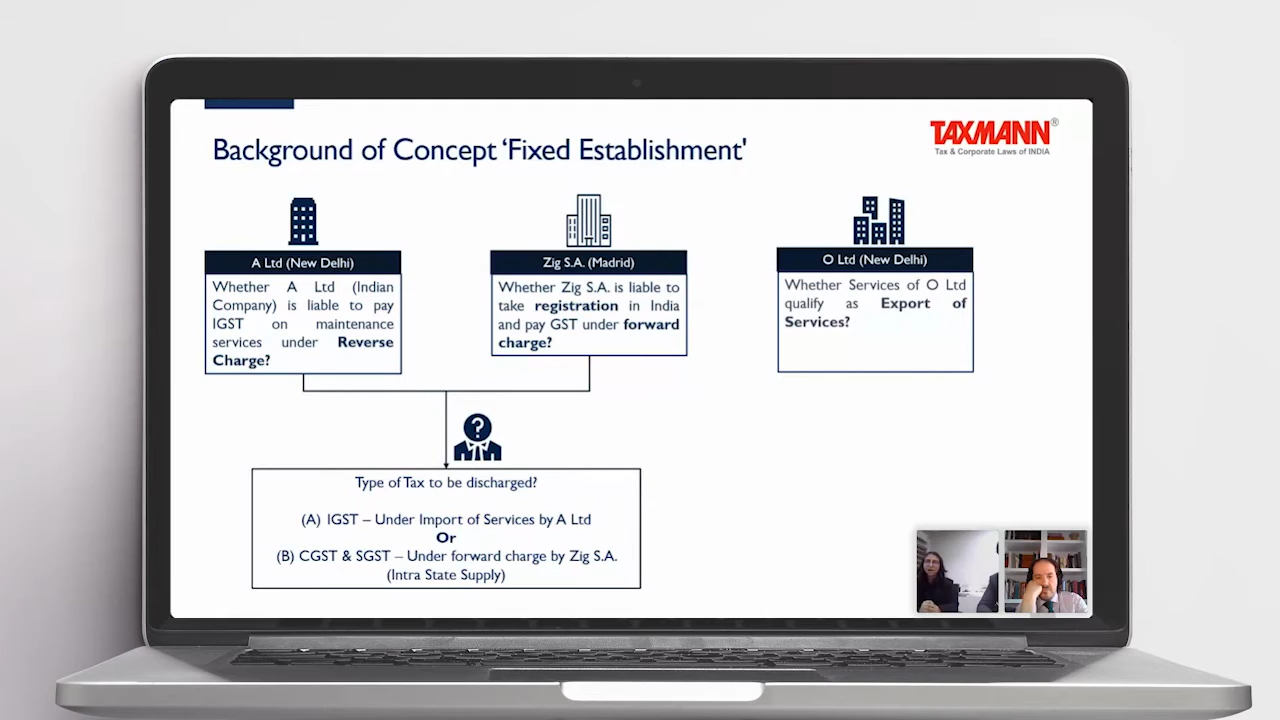 Background of Concept ‘Fixed Establishment'
TAXMANN®
Tax & Corporate Laws of INDIA
A Ltd (New Delhi)
Whether A Ltd (Indian
Company) is liable to pay
IGST on maintenance
services under Reverse
Charge?
Zig S.A. (Madrid)
Whether Zig S.A. is liable to
take registration in India
and pay GST under forward
charge?
O Ltd (New Delhi)
Whether Services of O Ltd
qualify as Export of
Services?
?
Type of Tax to be discharged?
(A) IGST – Under Import of Services by A Ltd
Or
(B) CGST & SGST – Under forward charge by Zig S.A.
(Intra State Supply)